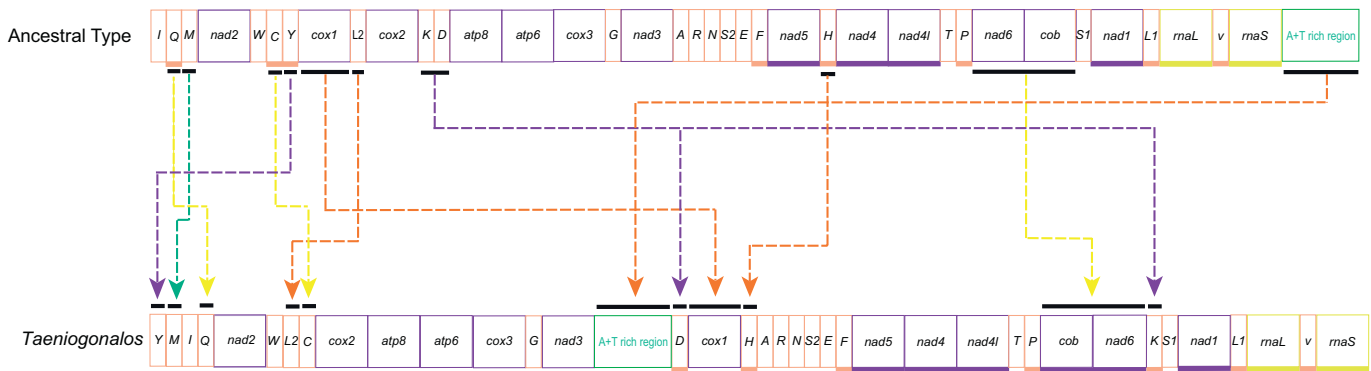 Ancestral Type I Q M nad2 W C Y cox1 L2 cox2 K D atp8 atp6 cox3 G nad3 A R N S2 E F nad5 H nad4 nad4l T P nad6 cob S1 nad1 L1 rnaL v rnaS A+T rich region
Taeniogonalos Y M I Q nad2 W L2 C cox2 atp8 atp6 cox3 G nad3 A+T rich region D cox1 H A R N S2 E F nad5 nad4 nad4l T P cob nad6 K S1 nad1 L1 rnaL v rnaS